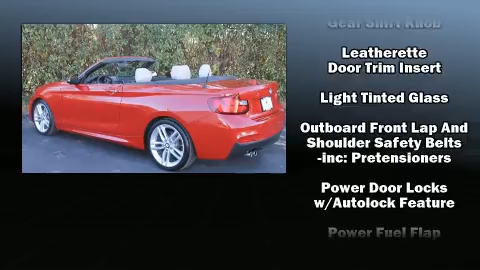 Gear Shift Knob
Leatherette
Door Trim Insert
Light Tinted Glass
Outboard Front Lap And
Shoulder Safety Belts
-inc: Pretensioners
Power Door Locks
w/Autolock Feature
Power Fuel Flap